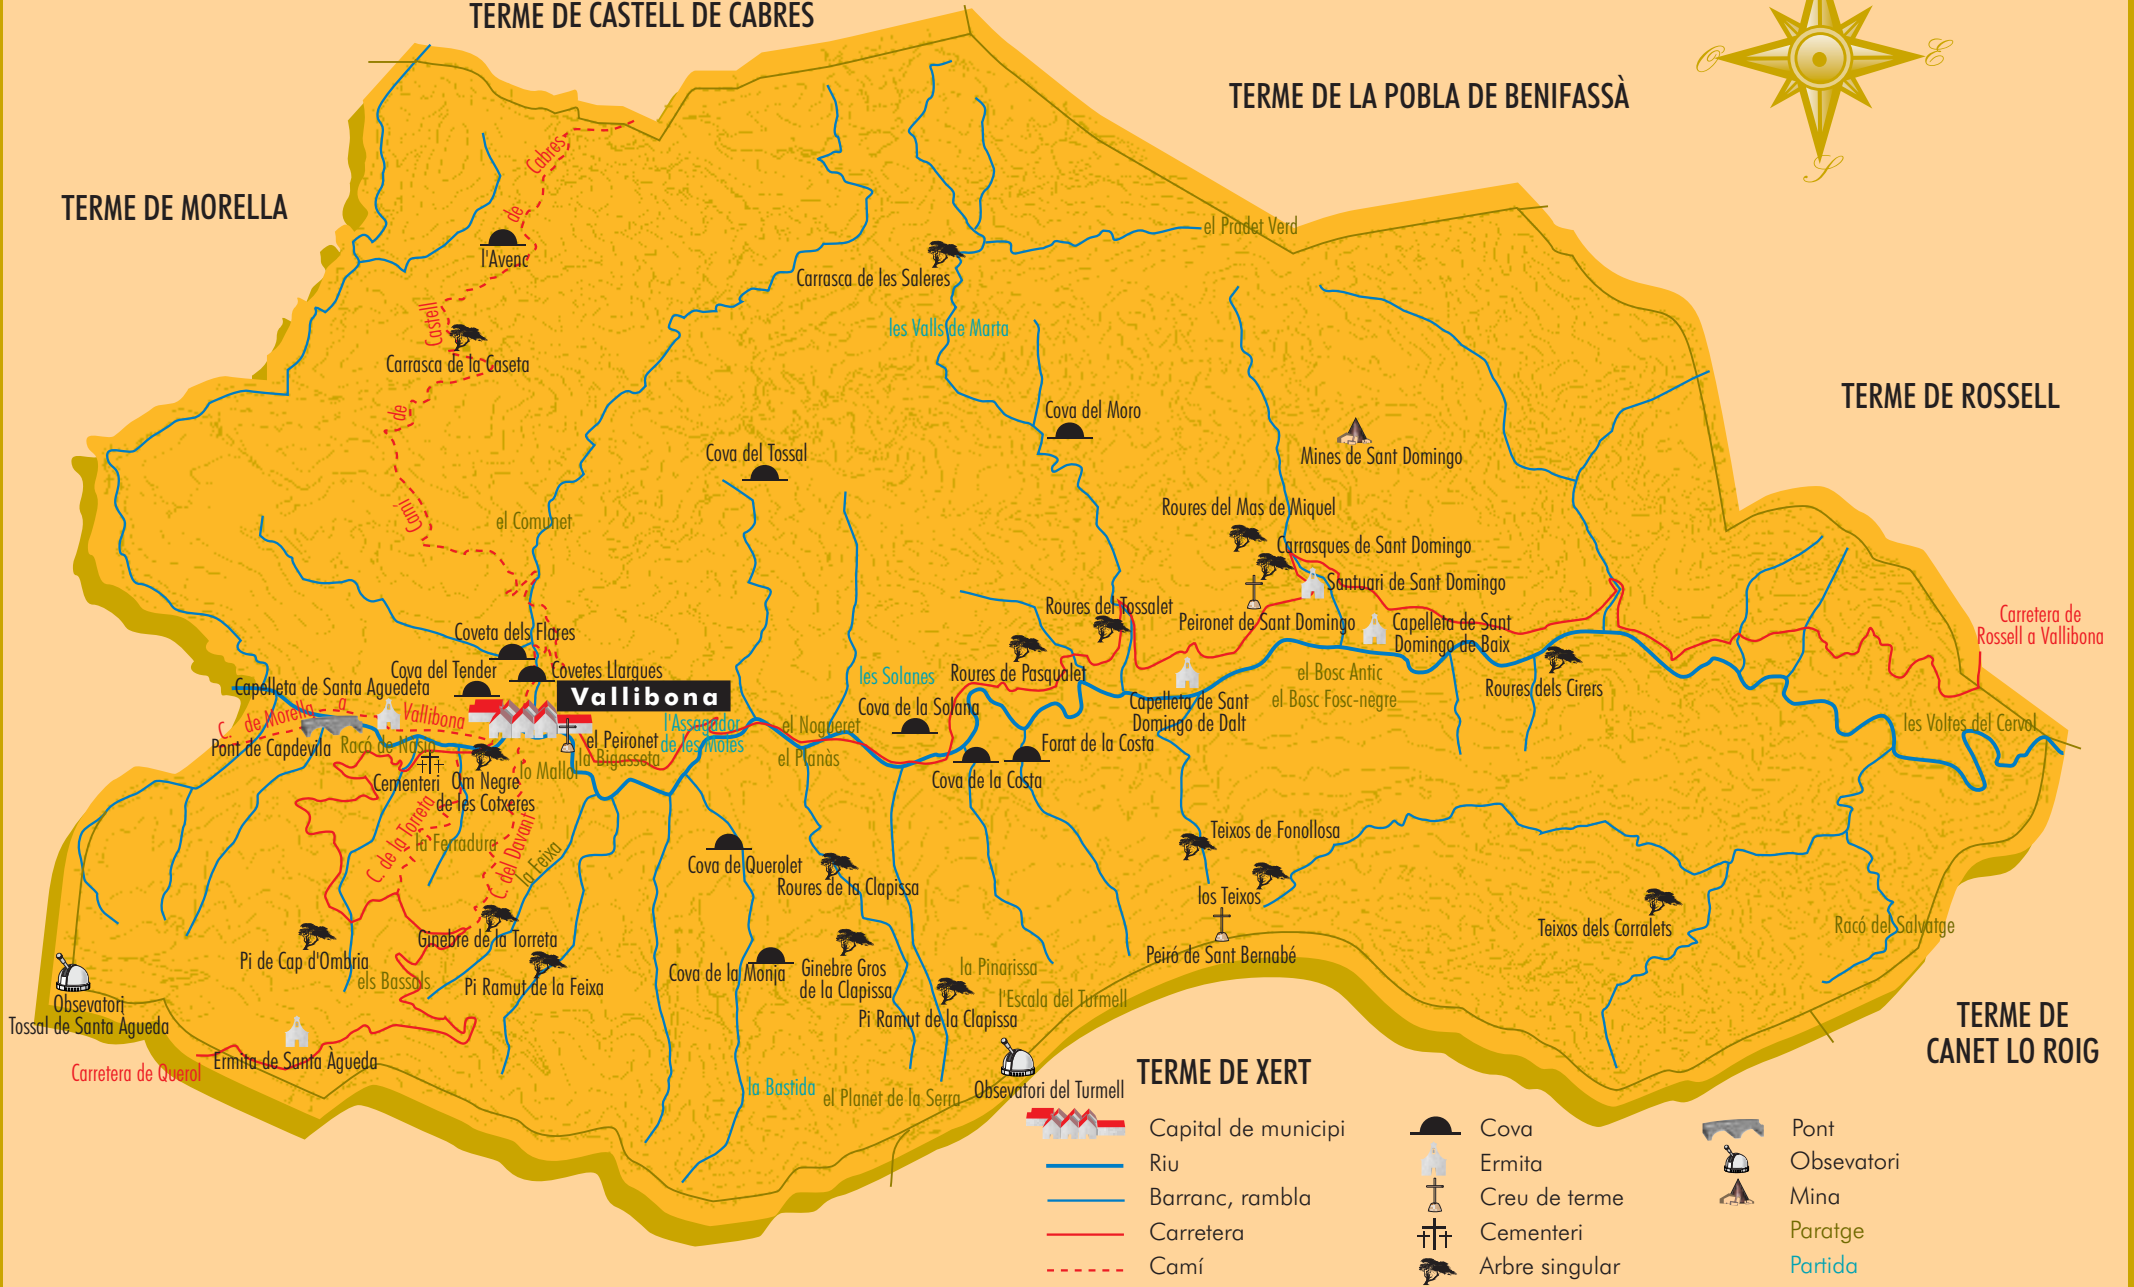 TERME DE CASTELL DE CABRES
TERME DE LA POBLA DE BENIFASSÀ
O
E
S
TERME DE MORELLA
TERME DE ROSSELL
Camí
de
Castell
de
Cabres
l'Avenc
el Pradet Verd
Carrasca de les Saleres
les Valls de Marta
Carrasca de la Caseta
Cova del Moro
Cova del Tossal
Mines de Sant Domingo
el Comunet
Roures del Mas de Miquel
Carrasques de Sant Domingo
Santuari de Sant Domingo
Roures del Tossalet
Peironet de Sant Domingo
Capelleta de Sant
Domingo de Baix
Carretera de
Rossell a Vallibona
Coveta dels Flares
Cova del Tender
Covetes Llargues
Capelleta de Santa Aguedeta
Vallibona
les Solanes
Roures de Pasqualet
el Bosc Antic
el Bosc Fosc-negre
Roures dels Cirers
C. de Morella a Vallibona
Pont de Capdevila
Racó de Nasio
el Peironet
l'Assagador
de les Motes
la Bigasseta
el Nogueret
el Planàs
Cova de la Solana
Capelleta de Sant
Domingo de Dalt
Forat de la Costa
Cova de la Costa
les Voltes del Cervol
Cementeri
Om Negre
de les Cotxeres
lo Mallol
C. de la Torreta
la Ferradura
C. del Davant
la Feixa
Cova de Querolet
Roures de la Clapissa
Teixos de Fonollosa
los Teixos
Peiró de Sant Bernabé
Teixos dels Corralets
Racó del Salvatge
Pi de Cap d'Ombria
Ginebre de la Torreta
els Bassals
Pi Ramut de la Feixa
Cova de la Monja
Ginebre Gros
de la Clapissa
la Pinarissa
l'Escala del Turmell
Pi Ramut de la Clapissa
Obsevatori
Tossal de Santa Àgueda
Ermita de Santa Àgueda
Carretera de Querol
la Bastida
el Planet de la Serra
Obsevatori del Turmell
TERME DE XERT
TERME DE
CANET LO ROIG
Capital de municipi
Riu
Barranc, rambla
Carretera
Camí
Cova
Ermita
Creu de terme
Cementeri
Arbre singular
Pont
Obsevatori
Mina
Paratge
Partida